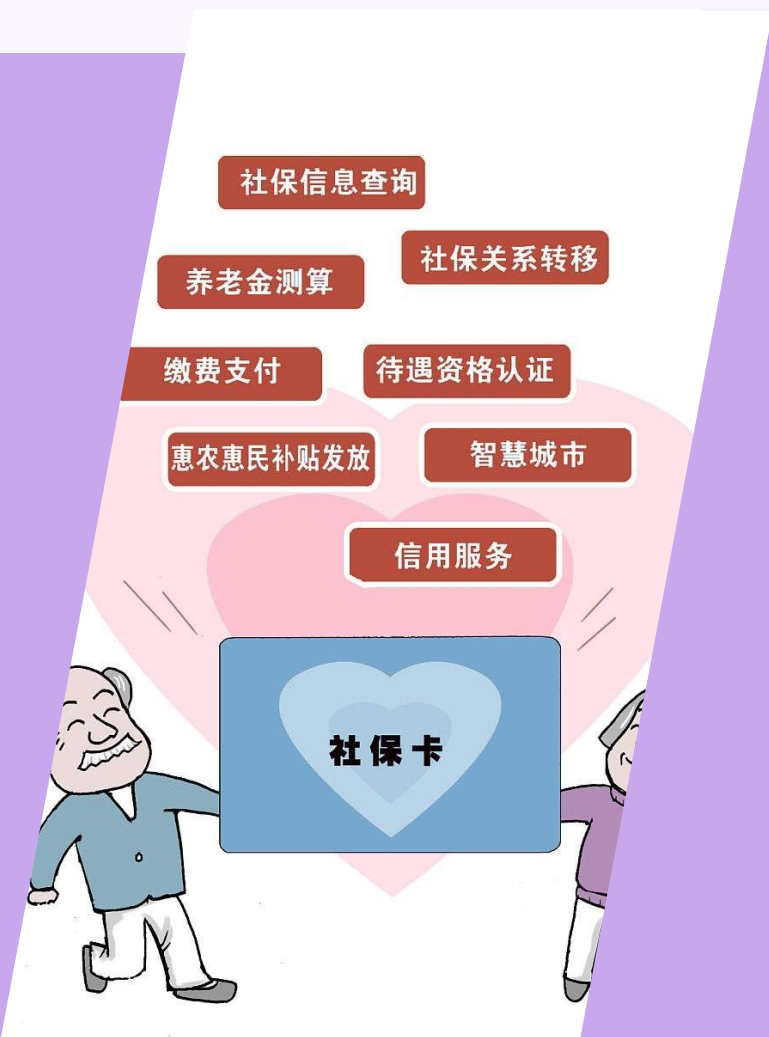 社保信息查询
社保关系转移
养老金测算
缴费支付
待遇资格认证
惠农惠民补贴发放
智慧城市
信用服务
社保卡